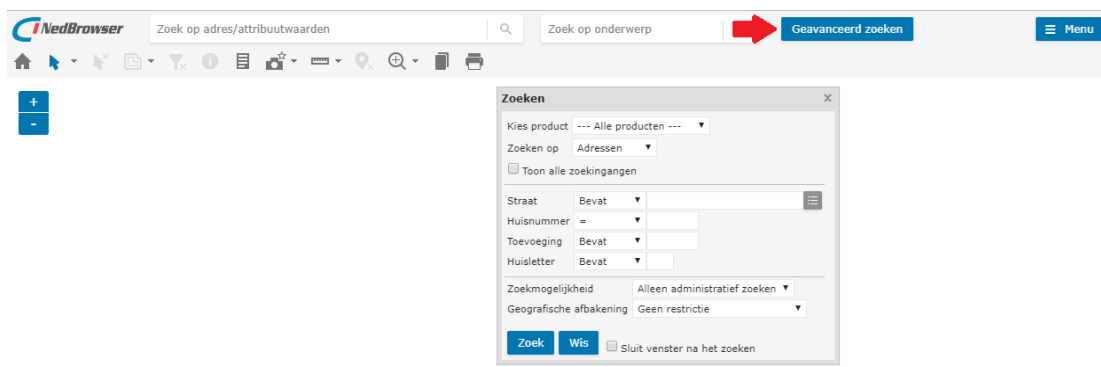 NedBrowser Zoek op adres/attribuutwaarden Zoek op onderwerp Geavanceerd zoeken Menu
+
-
Zoeken x
Kies product --- Alle producten ---
Zoeken op Adressen
Toon alle zoekingangen
Straat Bevat
Huisnummer =
Toevoeging Bevat
Huisletter Bevat
Zoekmogelijkheid Alleen administratief zoeken
Geografische afbakening Geen restrictie
Zoek Wis Sluit venster na het zoeken